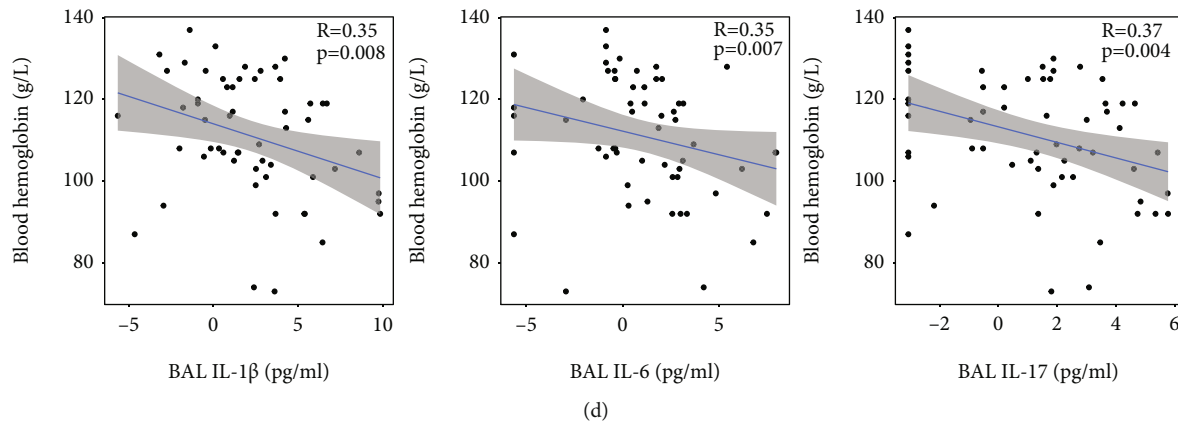 140
120
100
80
Blood hemoglobin (g/L)
R=0.35
p=0.008
−5
0
5
10
BAL IL-1β (pg/ml)
140
120
100
80
Blood hemoglobin (g/L)
R=0.35
p=0.007
−5
0
5
BAL IL-6 (pg/ml)
140
120
100
80
Blood hemoglobin (g/L)
R=0.37
p=0.004
−2
0
2
4
6
BAL IL-17 (pg/ml)
(d)